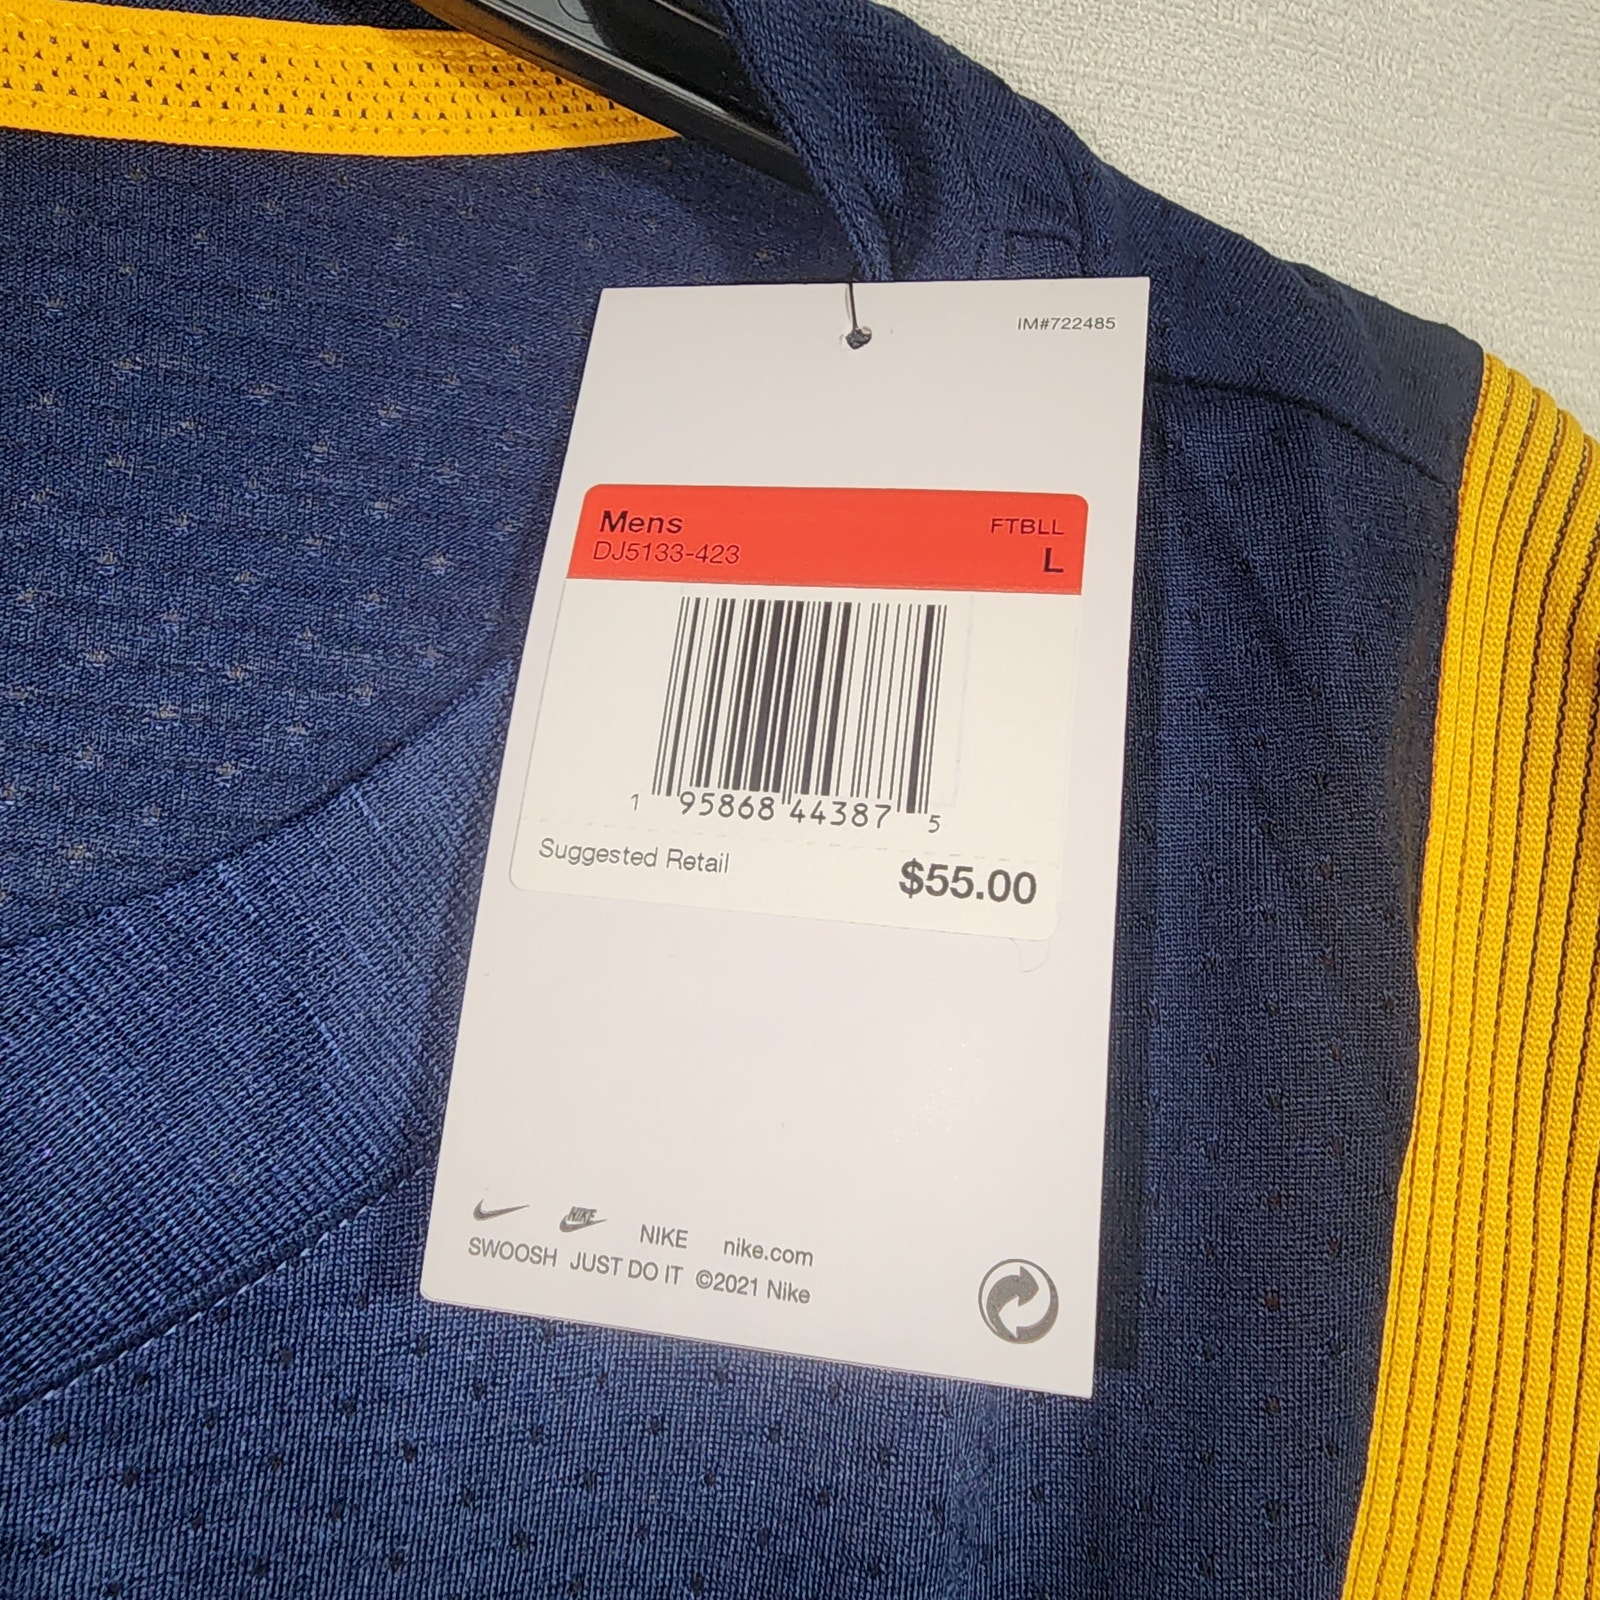 IM#722485
Mens FTBLL
DJ5133-423 L
1 95868 44387 5
Suggested Retail $55.00
NIKE NIKE nike.com
SWOOSH JUST DO IT ©2021 Nike